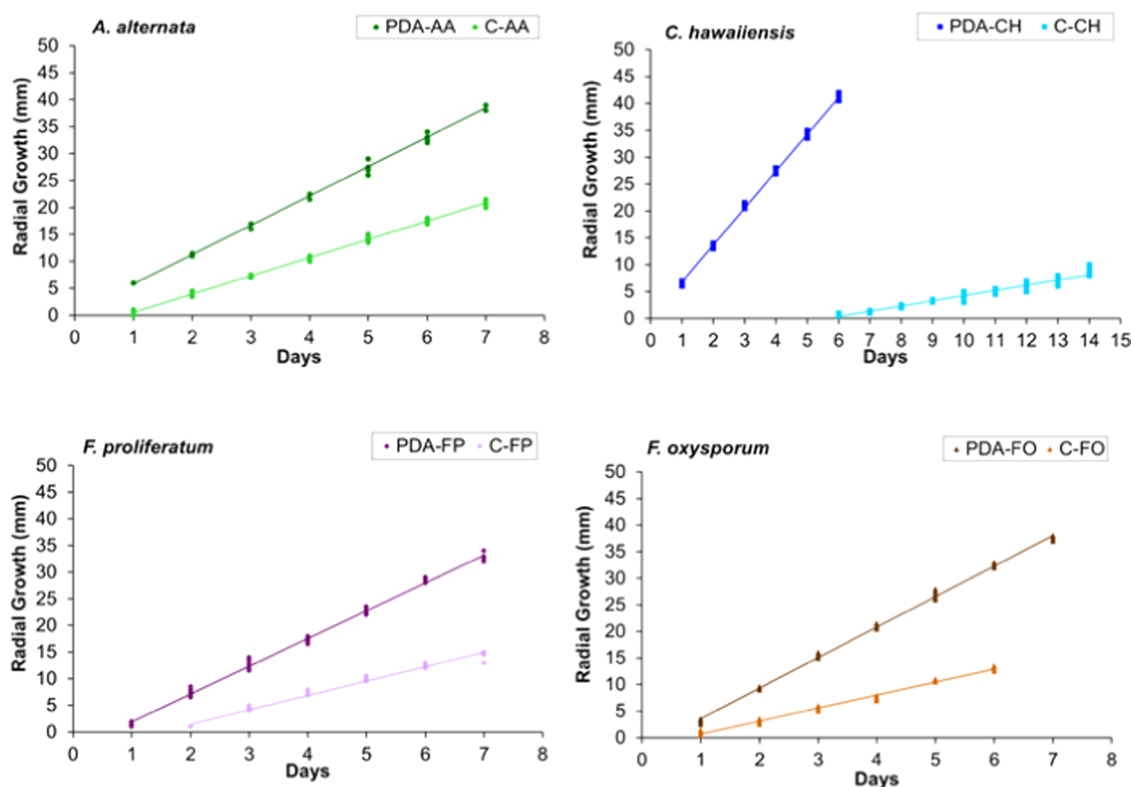 A. alternata
PDA-AA C-AA
50
45
40
35
30
25
20
15
10
5
0
Radial Growth (mm)
0 1 2 3 4 5 6 7 8
Days
C. hawaiiensis
PDA-CH C-CH
50
45
40
35
30
25
20
15
10
5
0
Radial Growth (mm)
0 1 2 3 4 5 6 7 8 9 10 11 12 13 14 15
Days
F. proliferatum
PDA-FP C-FP
50
45
40
35
30
25
20
15
10
5
0
Radial Growth (mm)
0 1 2 3 4 5 6 7 8
Days
F. oxysporum
PDA-FO C-FO
50
45
40
35
30
25
20
15
10
5
0
Radial Growth (mm)
0 1 2 3 4 5 6 7 8
Days